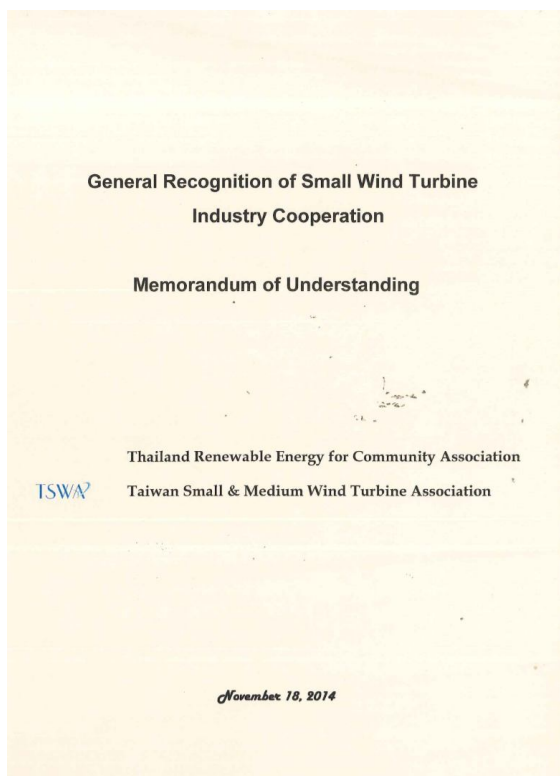 General Recognition of Small Wind Turbine
Industry Cooperation
Memorandum of Understanding
Thailand Renewable Energy for Community Association
TSWA
Taiwan Small & Medium Wind Turbine Association
November 18, 2014